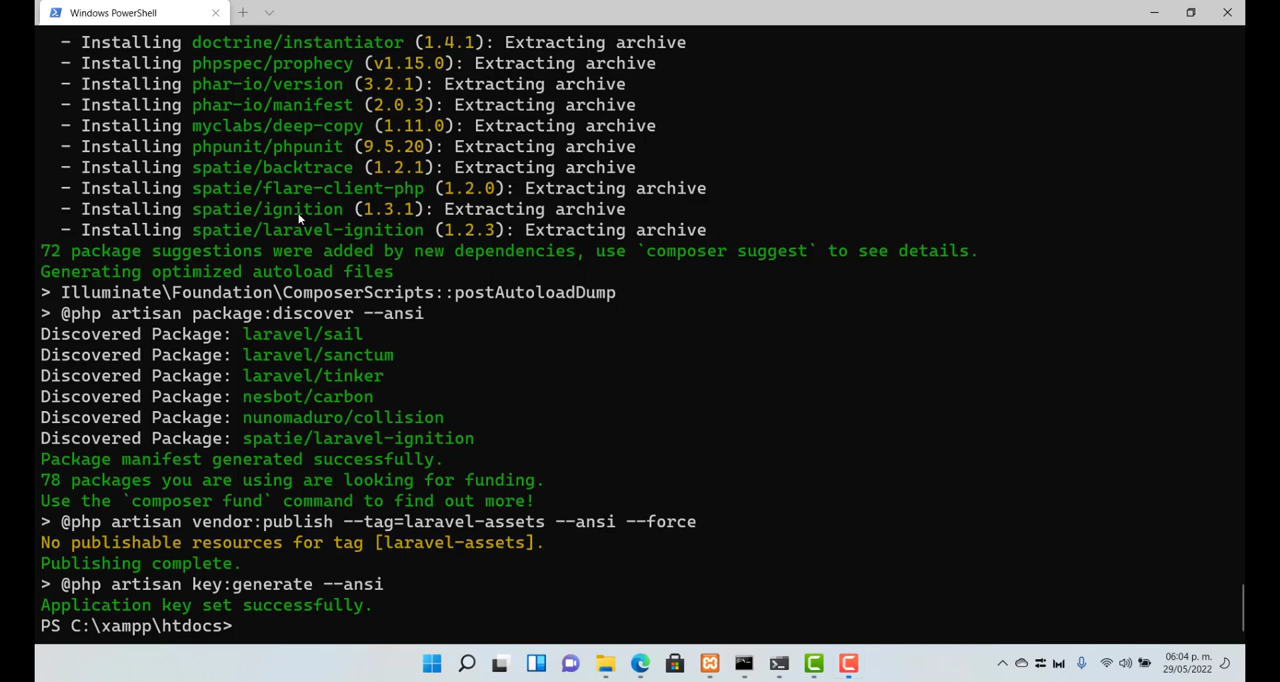 Windows PowerShell
- Installing doctrine/instantiator (1.4.1): Extracting archive
- Installing phpspec/prophecy (v1.15.0): Extracting archive
- Installing phar-io/version (3.2.1): Extracting archive
- Installing phar-io/manifest (2.0.3): Extracting archive
- Installing myclabs/deep-copy (1.11.0): Extracting archive
- Installing phpunit/phpunit (9.5.20): Extracting archive
- Installing spatie/backtrace (1.2.1): Extracting archive
- Installing spatie/flare-client-php (1.2.0): Extracting archive
- Installing spatie/ignition (1.3.1): Extracting archive
- Installing spatie/laravel-ignition (1.2.3): Extracting archive
72 package suggestions were added by new dependencies, use `composer suggest` to see details.
Generating optimized autoload files
> Illuminate\Foundation\ComposerScripts::postAutoloadDump
> @php artisan package:discover --ansi
Discovered Package: laravel/sail
Discovered Package: laravel/sanctum
Discovered Package: laravel/tinker
Discovered Package: nesbot/carbon
Discovered Package: nunomaduro/collision
Discovered Package: spatie/laravel-ignition
Package manifest generated successfully.
78 packages you are using are looking for funding.
Use the `composer fund` command to find out more!
> @php artisan vendor:publish --tag=laravel-assets --ansi --force
No publishable resources for tag [laravel-assets].
Publishing complete.
> @php artisan key:generate --ansi
Application key set successfully.
PS C:\xampp\htdocs>
06:04 p. m.
29/05/2022